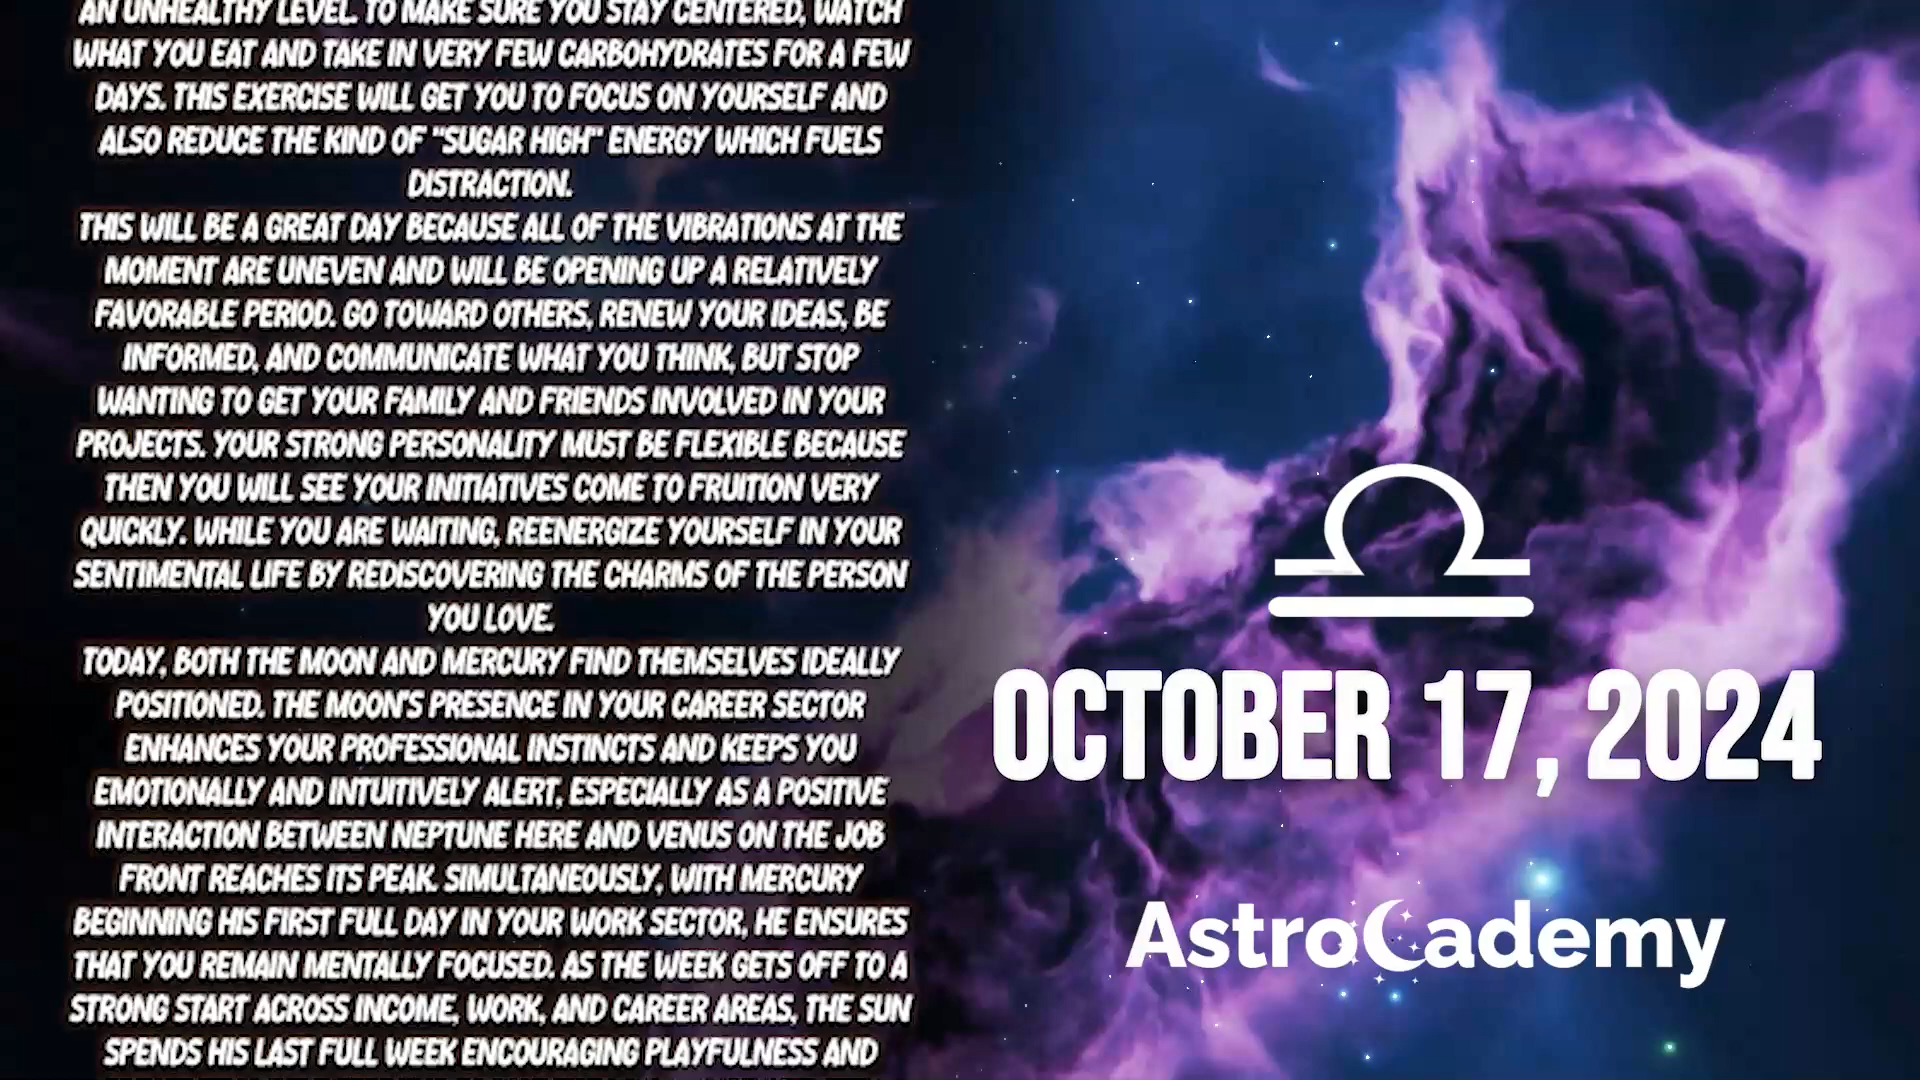 AN UNHEALTHY LEVEL. TO MAKE SURE YOU STAY CENTERED, WATCH
WHAT YOU EAT AND TAKE IN VERY FEW CARBOHYDRATES FOR A FEW
DAYS. THIS EXERCISE WILL GET YOU TO FOCUS ON YOURSELF AND
ALSO REDUCE THE KIND OF "SUGAR HIGH" ENERGY WHICH FUELS
DISTRACTION.
THIS WILL BE A GREAT DAY BECAUSE ALL OF THE VIBRATIONS AT THE
MOMENT ARE UNEVEN AND WILL BE OPENING UP A RELATIVELY
FAVORABLE PERIOD. GO TOWARD OTHERS, RENEW YOUR IDEAS, BE
INFORMED, AND COMMUNICATE WHAT YOU THINK, BUT STOP
WANTING TO GET YOUR FAMILY AND FRIENDS INVOLVED IN YOUR
PROJECTS. YOUR STRONG PERSONALITY MUST BE FLEXIBLE BECAUSE
THEN YOU WILL SEE YOUR INITIATIVES COME TO FRUITION VERY
QUICKLY. WHILE YOU ARE WAITING, REENERGIZE YOURSELF IN YOUR
SENTIMENTAL LIFE BY REDISCOVERING THE CHARMS OF THE PERSON
YOU LOVE.
TODAY, BOTH THE MOON AND MERCURY FIND THEMSELVES IDEALLY
POSITIONED. THE MOON'S PRESENCE IN YOUR CAREER SECTOR
ENHANCES YOUR PROFESSIONAL INSTINCTS AND KEEPS YOU
EMOTIONALLY AND INTUITIVELY ALERT, ESPECIALLY AS A POSITIVE
INTERACTION BETWEEN NEPTUNE HERE AND VENUS ON THE JOB
FRONT REACHES ITS PEAK. SIMULTANEOUSLY, WITH MERCURY
BEGINNING HIS FIRST FULL DAY IN YOUR WORK SECTOR, HE ENSURES
THAT YOU REMAIN MENTALLY FOCUSED. AS THE WEEK GETS OFF TO A
STRONG START ACROSS INCOME, WORK, AND CAREER AREAS, THE SUN
SPENDS HIS LAST FULL WEEK ENCOURAGING PLAYFULNESS AND
OCTOBER 17, 2024
AstroCademy